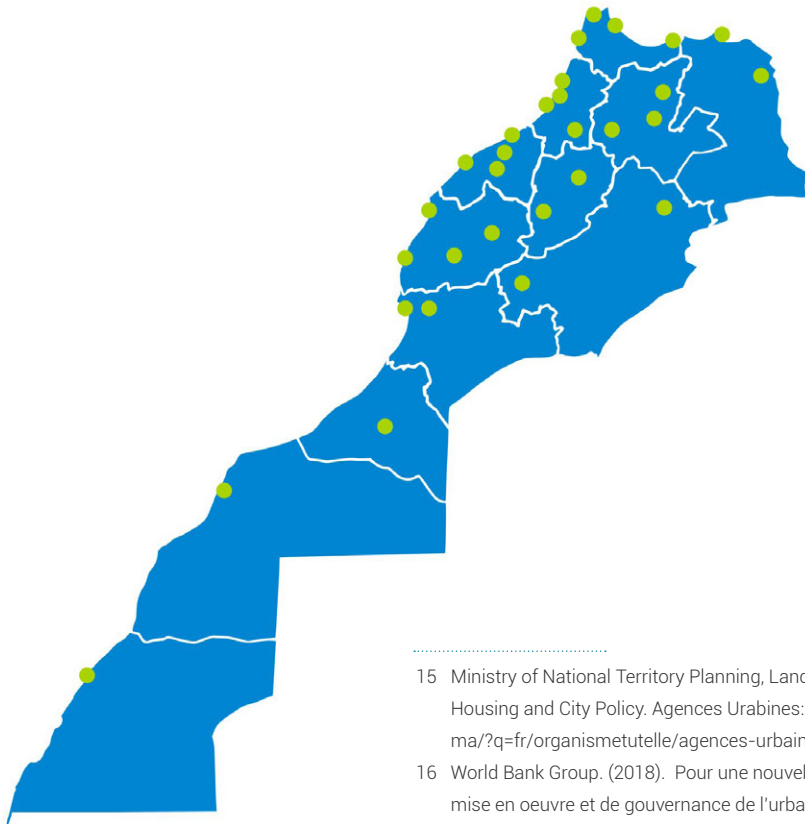 15 Ministry of National Territory Planning, Land
Housing and City Policy. Agences Urabines:
ma/?q=fr/organismetutelle/agences-urbain
16 World Bank Group. (2018). Pour une nouvel
mise en oeuvre et de gouvernance de l'urba